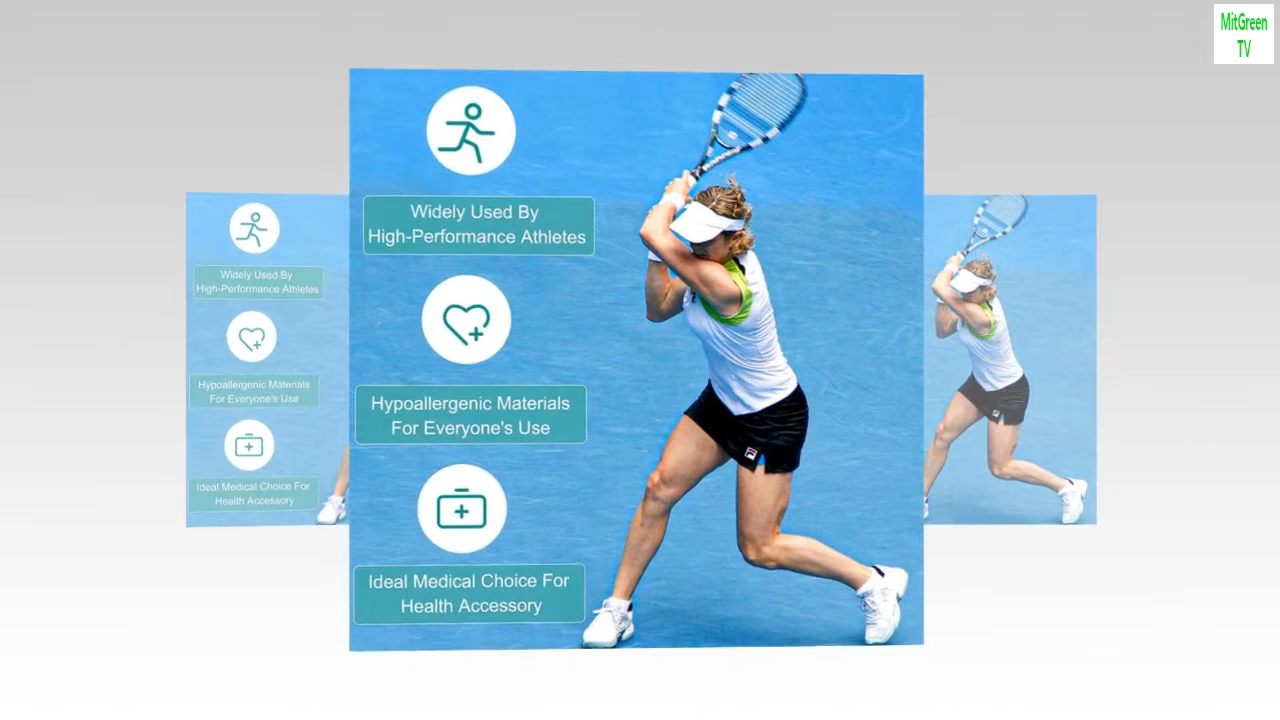 MitGreen
TV
Widely Used By
High-Performance Athletes
Hypoallergenic Materials
For Everyone's Use
Ideal Medical Choice For
Health Accessory
Widely Used By
High-Performance Athletes
Hypoallergenic Materials
For Everyone's Use
Ideal Medical Choice For
Health Accessory